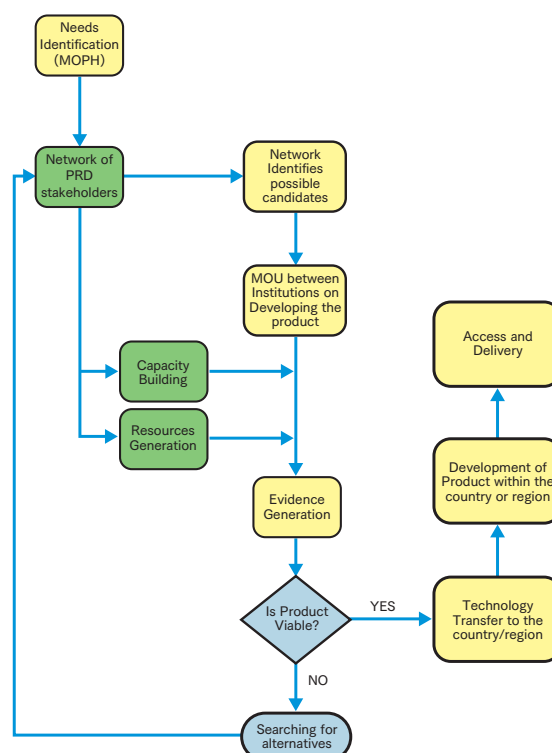 Needs
Identification
(MOPH)
Network of
PRD
stakeholders
Network
Identifies
possible
candidates
MOU between
Institutions on
Developing the
product
Capacity
Building
Resources
Generation
Evidence
Generation
Is Product
Viable?
YES
NO
Searching for
alternatives
Technology
Transfer to the
country/region
Development of
Product within the
country or region
Access and
Delivery